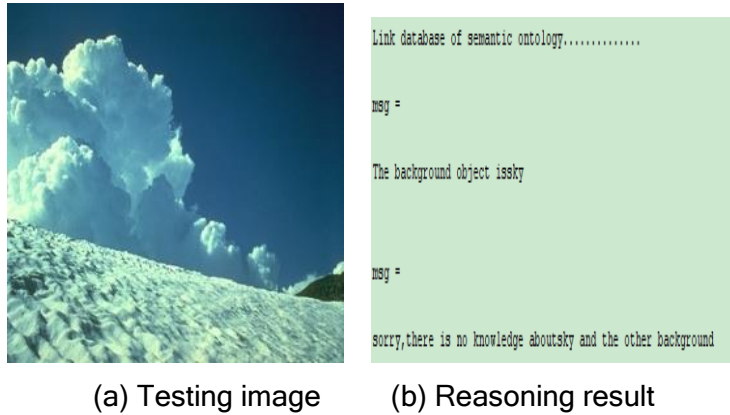 Link database of semantic ontology..............
msg =
The background object issky
msg =
sorry,there is no knowledge aboutsky and the other background
(a) Testing image (b) Reasoning result